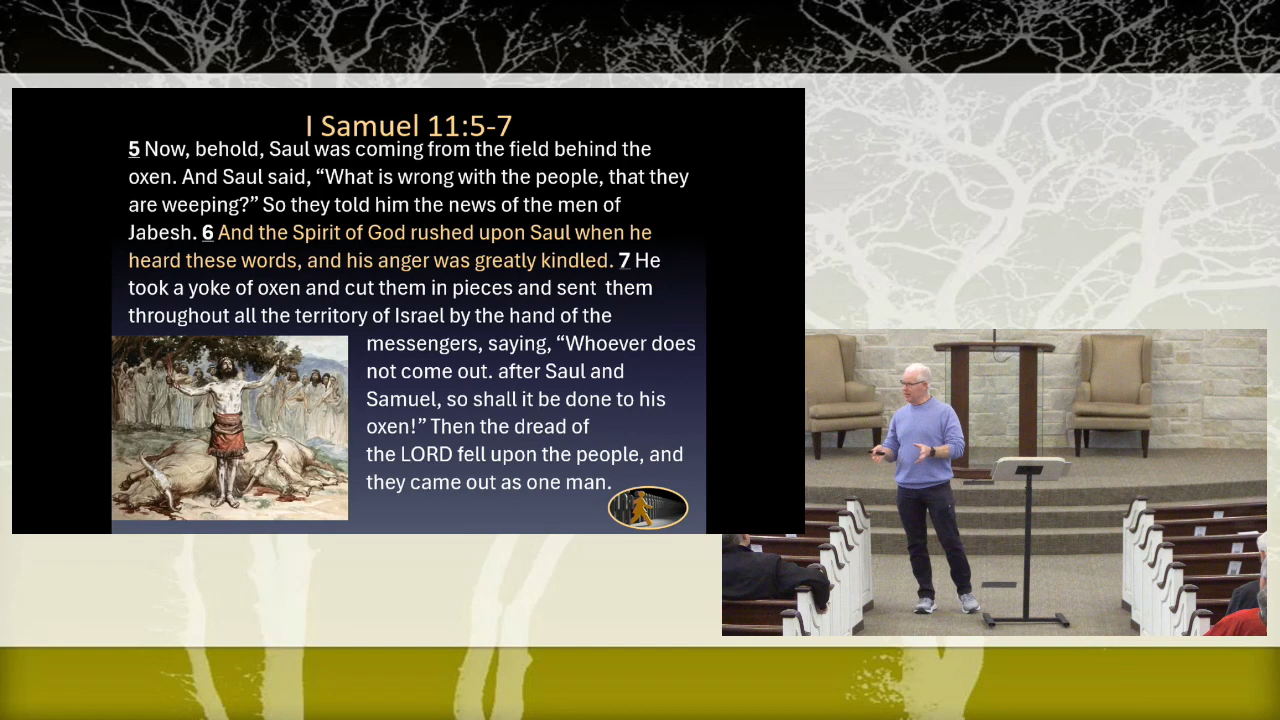 I Samuel 11:5-7
5 Now, behold, Saul was coming from the field behind the
oxen. And Saul said, “What is wrong with the people, that they
are weeping?” So they told him the news of the men of
Jabesh. 6 And the Spirit of God rushed upon Saul when he
heard these words, and his anger was greatly kindled. 7 He
took a yoke of oxen and cut them in pieces and sent them
throughout all the territory of Israel by the hand of the
messengers, saying, “Whoever does
not come out. after Saul and
Samuel, so shall it be done to his
oxen!” Then the dread of
the LORD fell upon the people, and
they came out as one man.